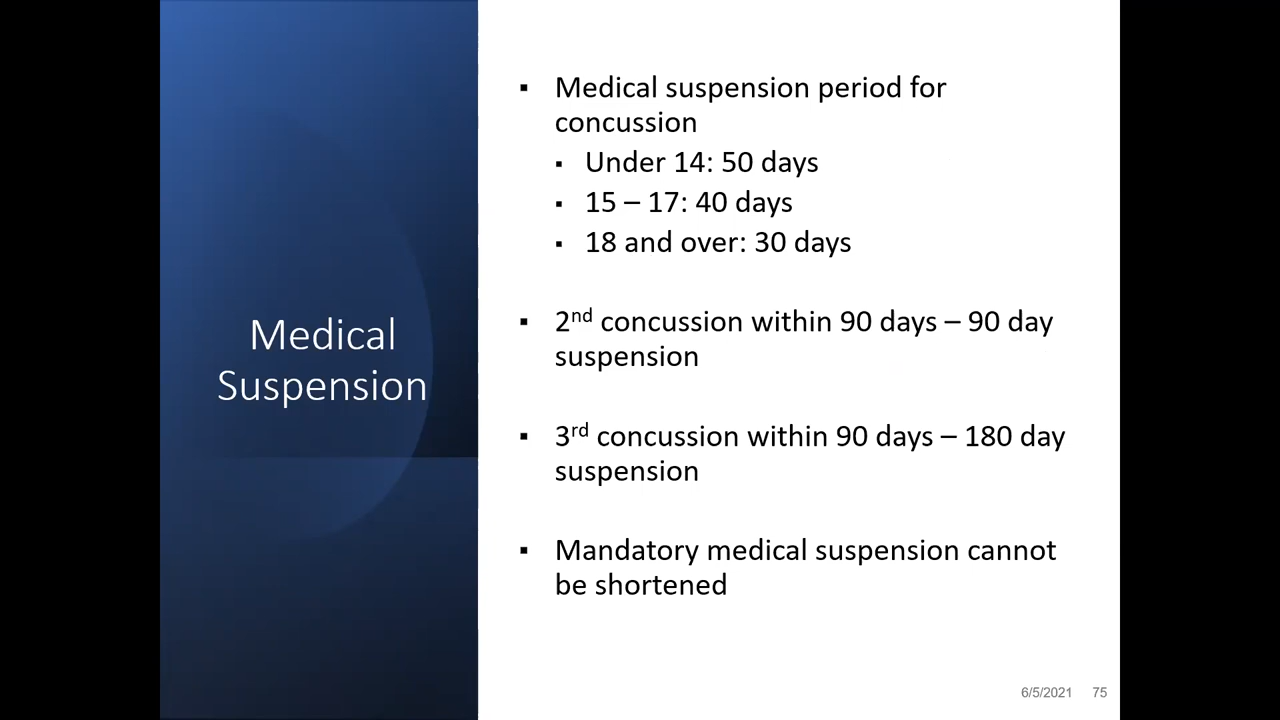 Medical
Suspension
▪ Medical suspension period for
concussion
▪ Under 14: 50 days
▪ 15 – 17: 40 days
▪ 18 and over: 30 days
▪ 2nd concussion within 90 days – 90 day
suspension
▪ 3rd concussion within 90 days – 180 day
suspension
▪ Mandatory medical suspension cannot
be shortened
6/5/2021 75